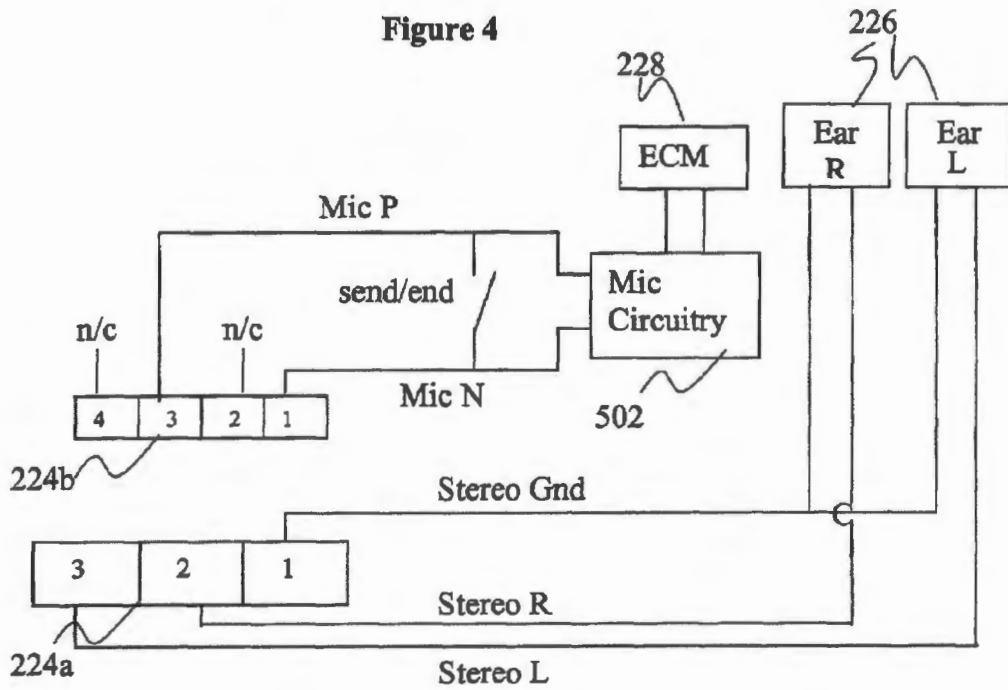 Figure 4
228
226
ECM
Ear
R
Ear
L
Mic P
send/end
Mic
Circuitry
n/c
n/c
Mic N
4
3
2
1
502
224b
Stereo Gnd
3
2
1
Stereo R
224a
Stereo L